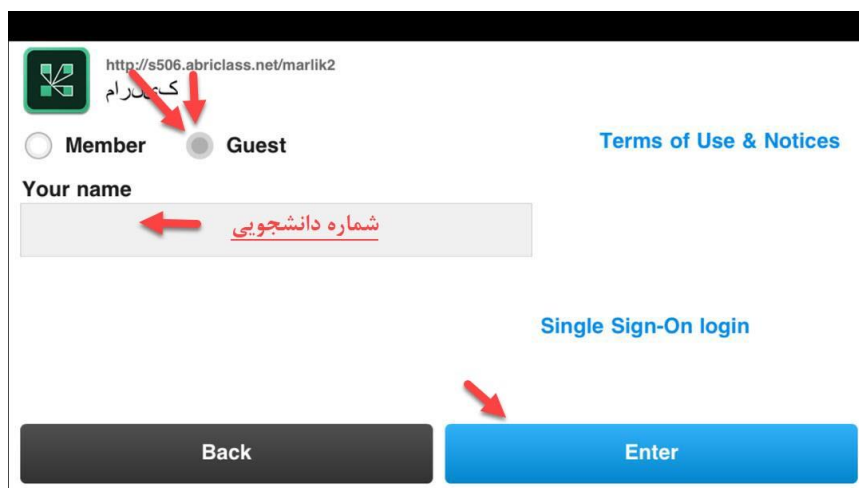 http://s506.abriclass.net/marlik2
Member
Guest
Terms of Use & Notices
Your name
شماره دانشجویی
Single Sign-On login
Back
Enter